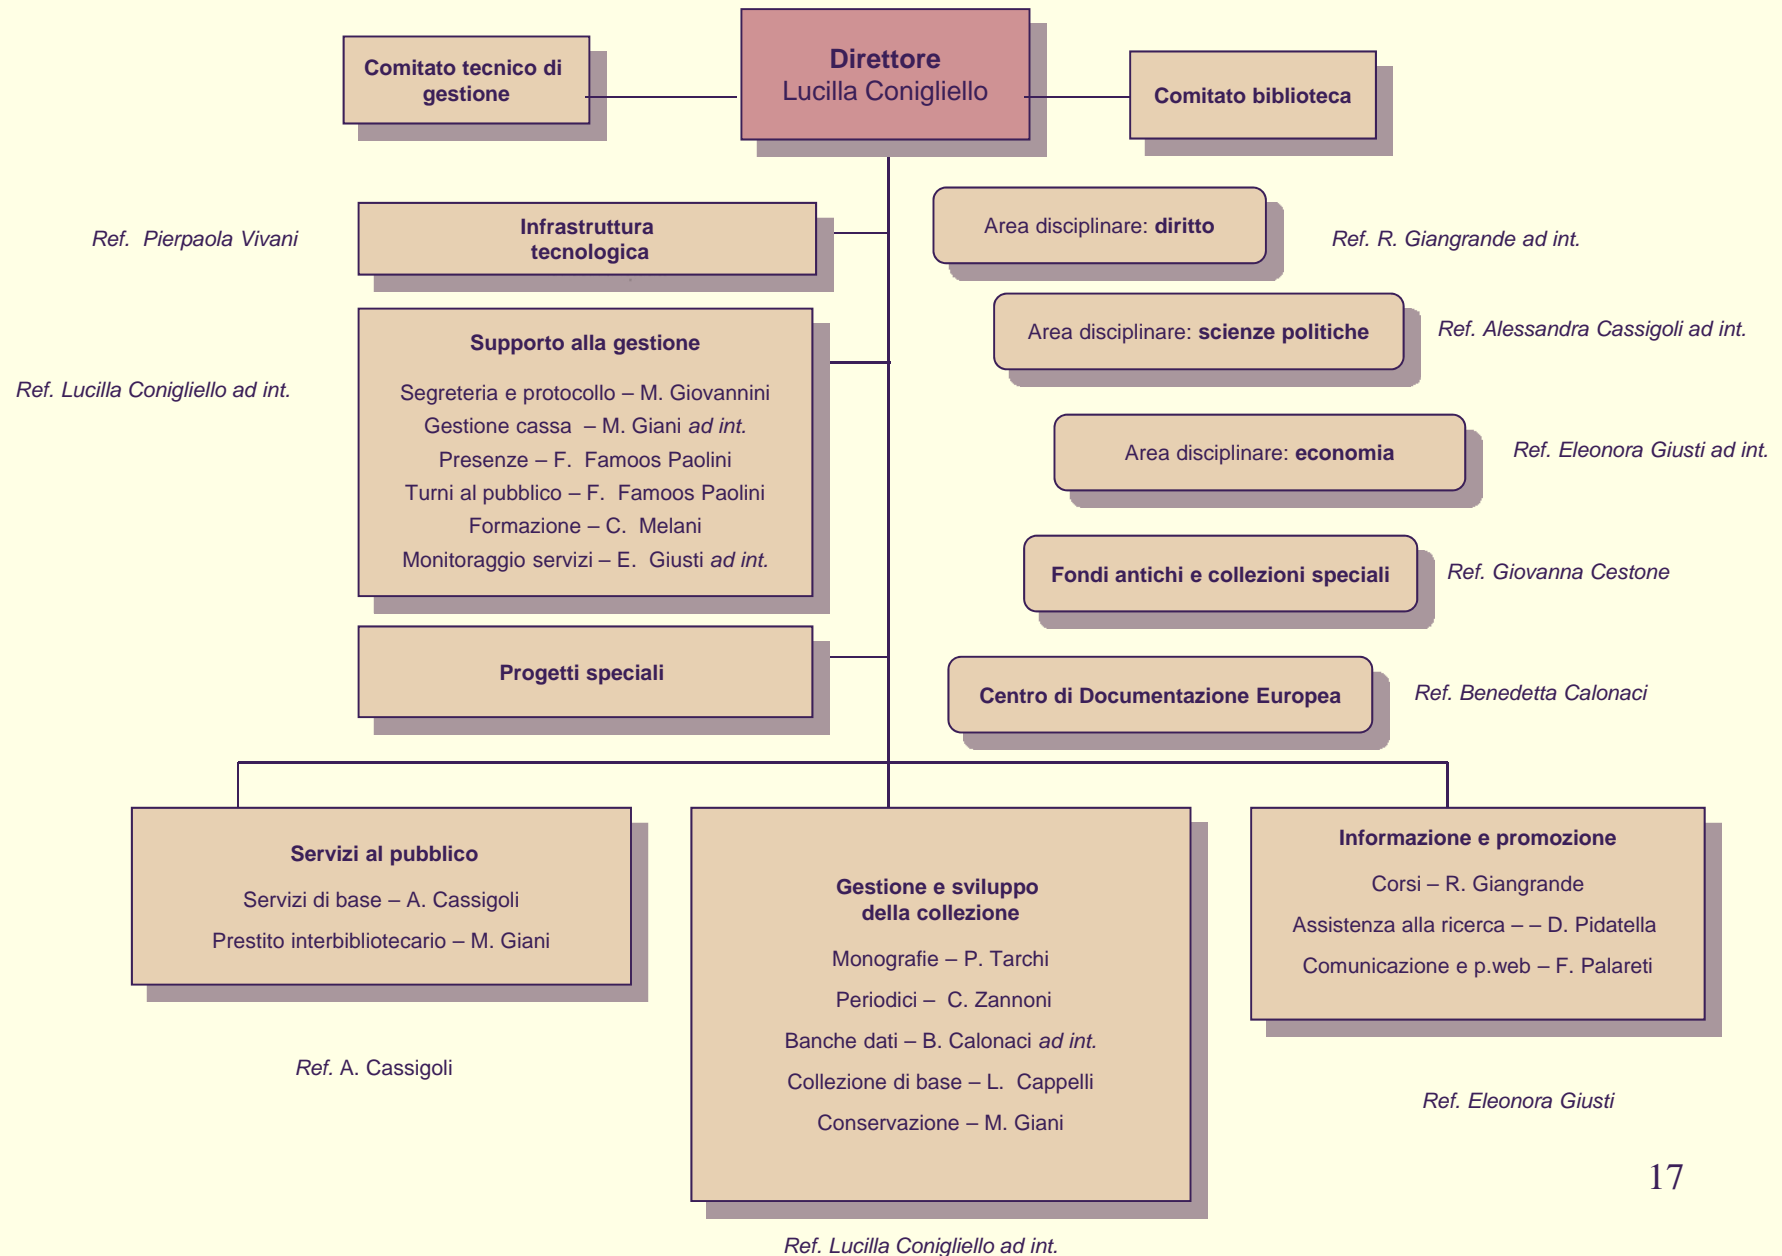 Comitato tecnico di
gestione
Direttore
Lucilla Conigliello
Comitato biblioteca
Ref. Pierpaola Vivani
Infrastruttura
tecnologica
Area disciplinare: diritto
Ref. R. Giangrande ad int.
Area disciplinare: scienze politiche
Ref. Alessandra Cassigoli ad int.
Ref. Lucilla Conigliello ad int.
Supporto alla gestione
Segreteria e protocollo – M. Giovannini
Gestione cassa – M. Giani ad int.
Presenze – F. Famoos Paolini
Turni al pubblico – F. Famoos Paolini
Formazione – C. Melani
Monitoraggio servizi – E. Giusti ad int.
Area disciplinare: economia
Ref. Eleonora Giusti ad int.
Fondi antichi e collezioni speciali
Ref. Giovanna Cestone
Progetti speciali
Centro di Documentazione Europea
Ref. Benedetta Calonaci
Servizi al pubblico
Servizi di base – A. Cassigoli
Prestito interbibliotecario – M. Giani
Ref. A. Cassigoli
Gestione e sviluppo
della collezione
Monografie – P. Tarchi
Periodici – C. Zannoni
Banche dati – B. Calonaci ad int.
Collezione di base – L. Cappelli
Conservazione – M. Giani
Ref. Lucilla Conigliello ad int.
Informazione e promozione
Corsi – R. Giangrande
Assistenza alla ricerca – – D. Pidatella
Comunicazione e p.web – F. Palareti
Ref. Eleonora Giusti
17